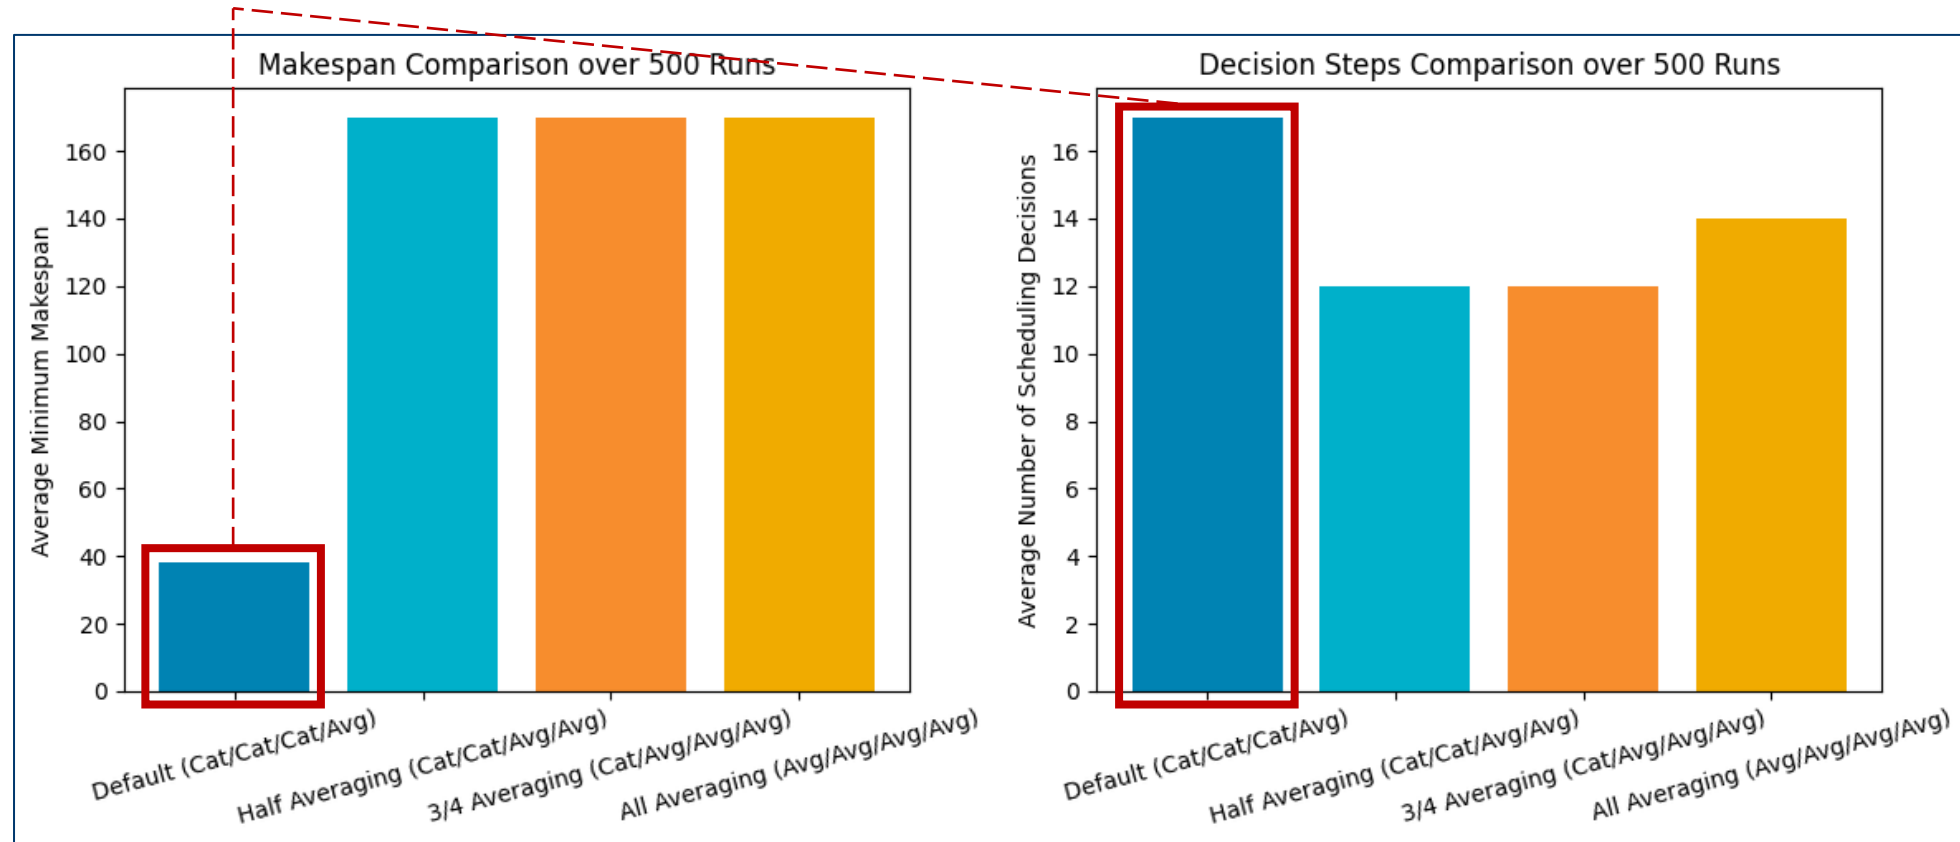 Makespan Comparison over 500 Runs
Average Minimum Makespan
160
140
120
100
80
60
40
20
0
Default (Cat/Cat/Cat/Avg)
Half Averaging (Cat/Cat/Avg/Avg)
3/4 Averaging (Cat/Avg/Avg/Avg)
All Averaging (Avg/Avg/Avg/Avg)
Decision Steps Comparison over 500 Runs
Average Number of Scheduling Decisions
16
14
12
10
8
6
4
2
0
Default (Cat/Cat/Cat/Avg)
Half Averaging (Cat/Cat/Avg/Avg)
3/4 Averaging (Cat/Avg/Avg/Avg)
All Averaging (Avg/Avg/Avg/Avg)